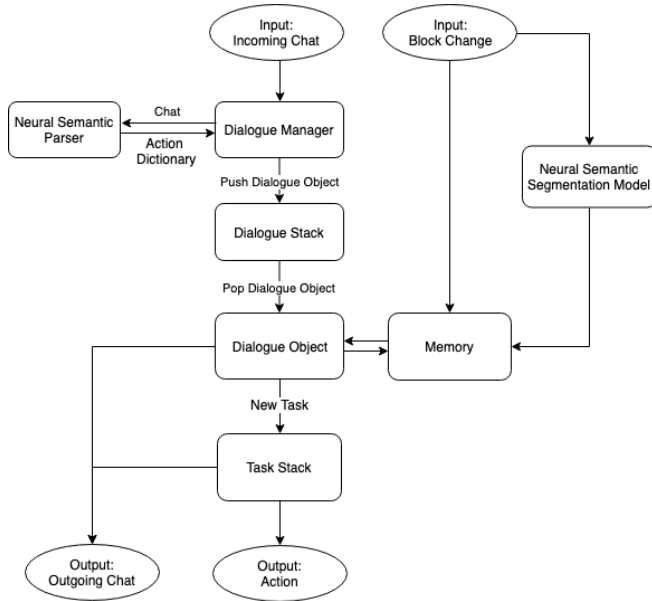 Input:
Incoming Chat
Input:
Block Change
Neural Semantic
Parser
Chat
Action
Dictionary
Dialogue Manager
Neural Semantic
Segmentation Model
Push Dialogue Object
Dialogue Stack
Pop Dialogue Object
Dialogue Object
Memory
New Task
Task Stack
Output:
Outgoing Chat
Output:
Action